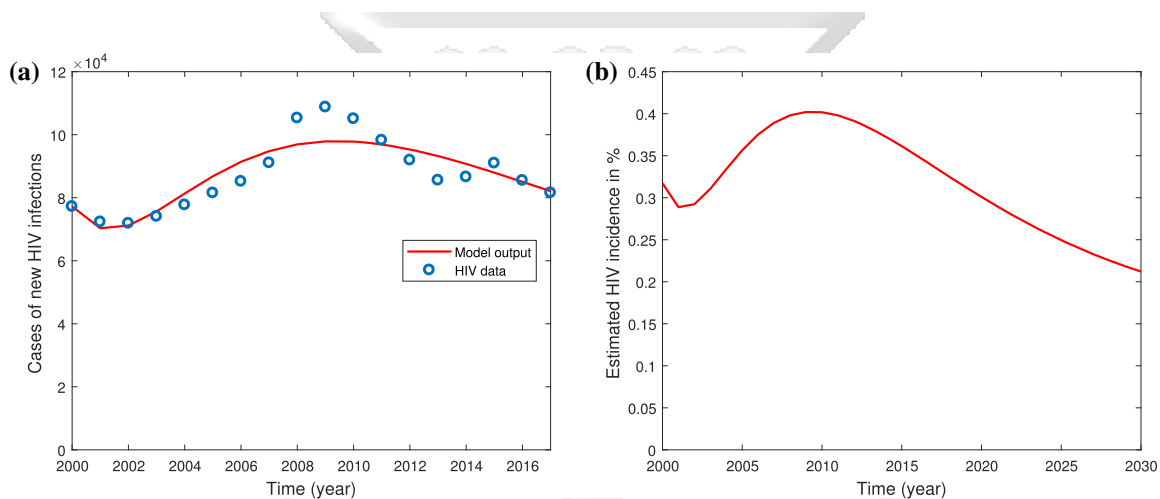 (a)
×10^4
12
10
8
6
4
2
0
2000 2002 2004 2006 2008 2010 2012 2014 2016
Time (year)
Cases of new HIV infections
Model output
HIV data
(b)
0.45
0.4
0.35
0.3
0.25
0.2
0.15
0.1
0.05
0
2000 2005 2010 2015 2020 2025 2030
Time (year)
Estimated HIV incidence in %